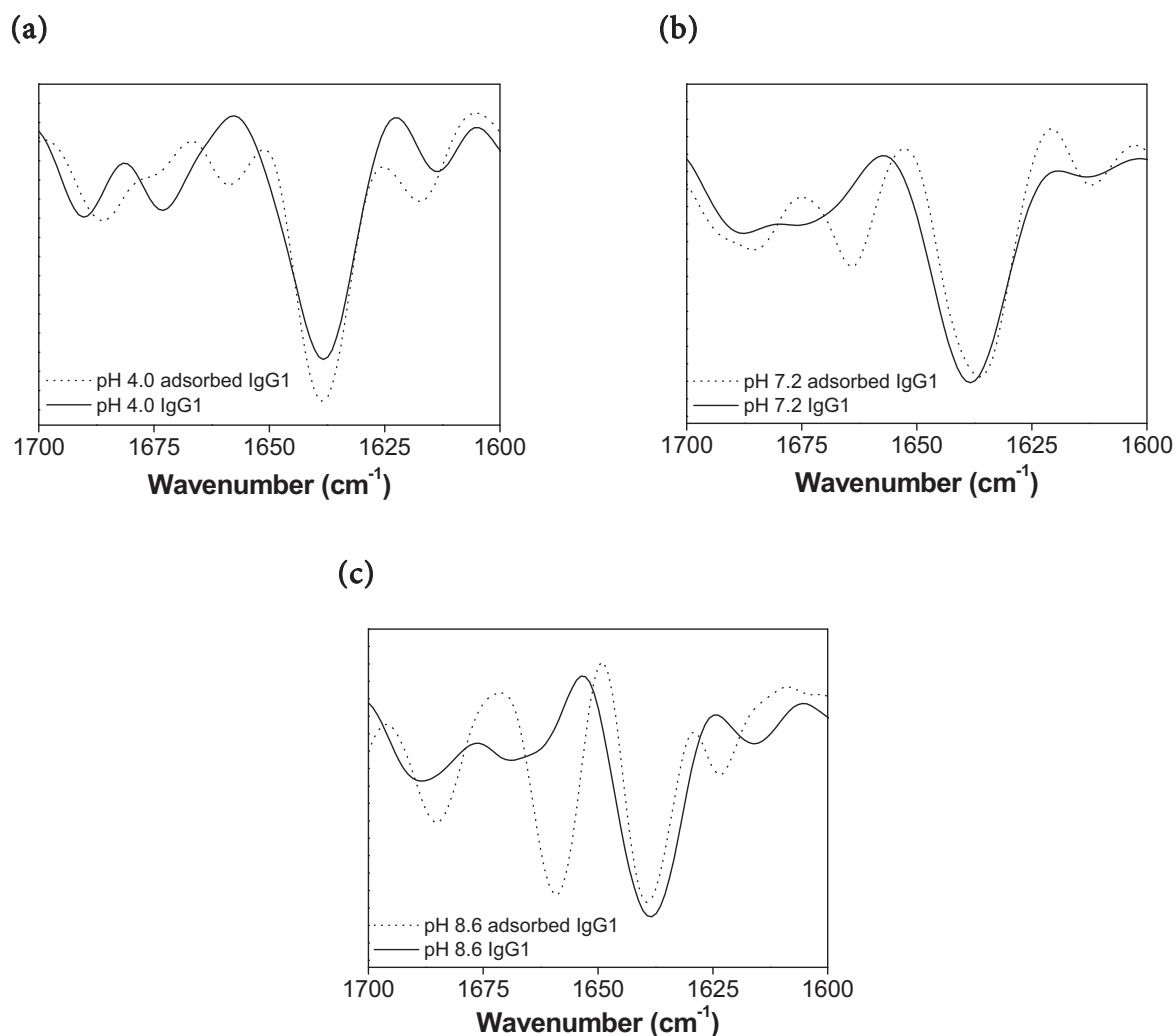 (a)
pH 4.0 adsorbed IgG1
pH 4.0 IgG1
1700 1675 1650 1625 1600
Wavenumber (cm⁻¹)
(b)
pH 7.2 adsorbed IgG1
pH 7.2 IgG1
1700 1675 1650 1625 1600
Wavenumber (cm⁻¹)
(c)
pH 8.6 adsorbed IgG1
pH 8.6 IgG1
1700 1675 1650 1625 1600
Wavenumber (cm⁻¹)